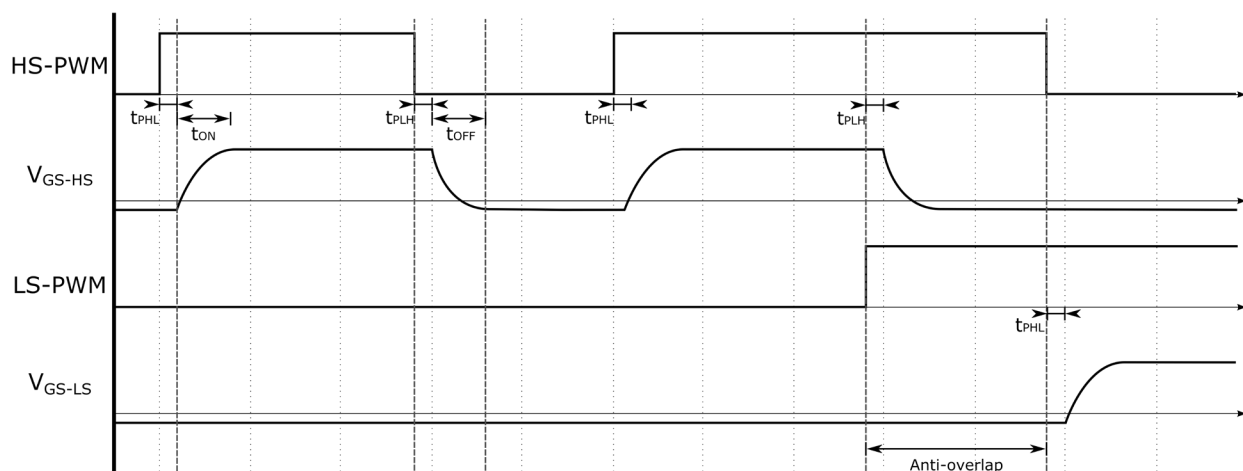 HS-PWM
tPHL
tPLH
tPHL
tPLH
tON
tOFF
VGS-HS
LS-PWM
tPHL
VGS-LS
Anti-overlap